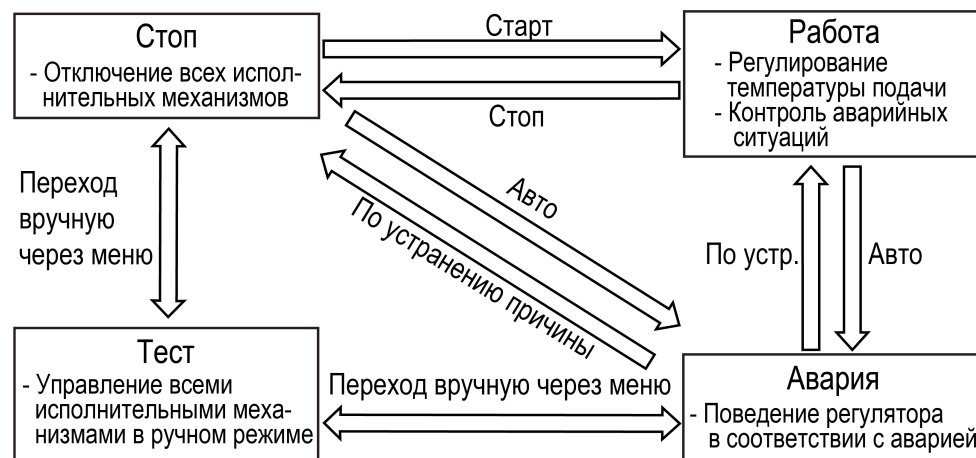 Стоп
- Отключение всех испол-
нительных механизмов
Старт
Стоп
Работа
- Регулирование
температуры подачи
- Контроль аварийных
ситуаций
Переход
вручную
через меню
Авто
По устранению причины
По устр.
Авто
Тест
- Управление всеми
исполнительными меха-
низмами в ручном режиме
Переход вручную через меню
Авария
- Поведение регулятора
в соответствии с аварией